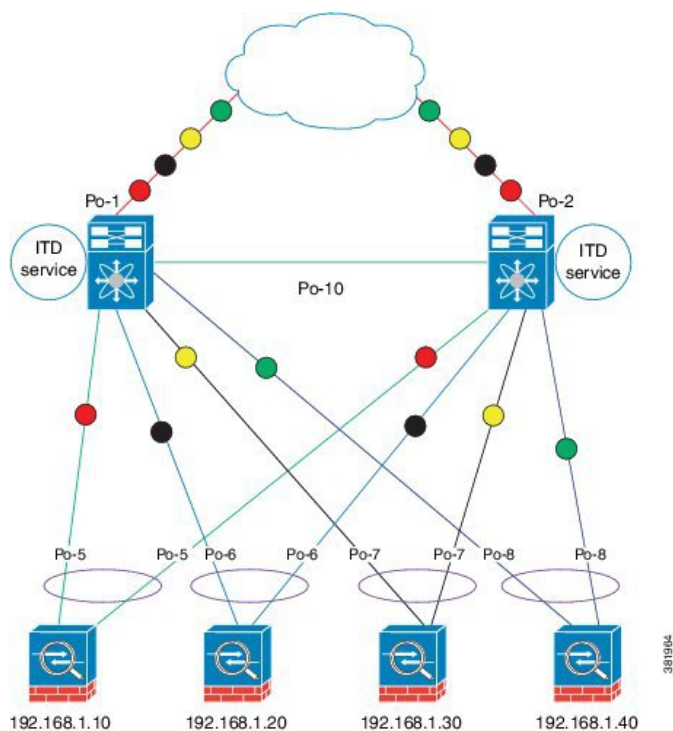 Po-1
Po-2
ITD
service
ITD
service
Po-10
Po-5
Po-5
Po-6
Po-6
Po-7
Po-7
Po-8
Po-8
192.168.1.10
192.168.1.20
192.168.1.30
192.168.1.40
381964